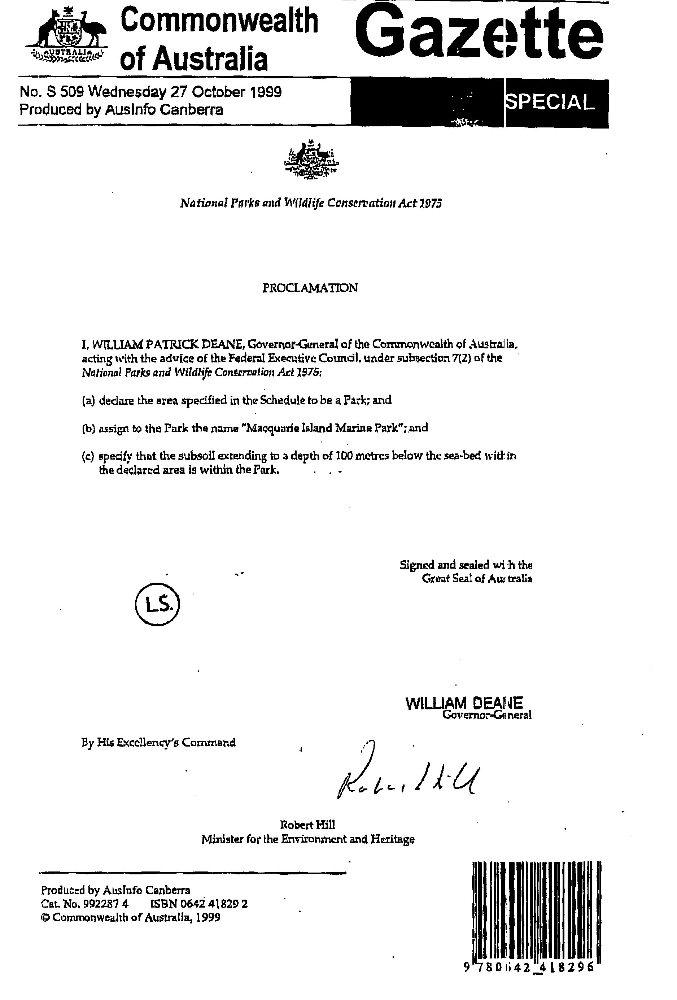 Commonwealth
of Australia
Gazette
AUSTRALIA
No. S 509 Wednesday 27 October 1999
Produced by AusInfo Canberra
SPECIAL
National Parks and Wildlife Conservation Act 1975
PROCLAMATION
I, WILLIAM PATRICK DEANE, Governor-General of the Commonwealth of Australia,
acting with the advice of the Federal Executive Council, under subsection 7(2) of the
National Parks and Wildlife Conservation Act 1975:
(a) declare the area specified in the Schedule to be a Park; and
(b) assign to the Park the name "Macquarie Island Marine Park"; and
(c) specify that the subsoil extending to a depth of 100 metres below the sea-bed within
the declared area is within the Park.
Signed and sealed with the
Great Seal of Australia
L.S.
WILLIAM DEANE
Governor-General
By His Excellency's Command
Robert Hill
Robert Hill
Minister for the Environment and Heritage
Produced by AusInfo Canberra
Cat. No. 992287 4 ISBN 0642 41829 2
© Commonwealth of Australia, 1999
9 780642 418296